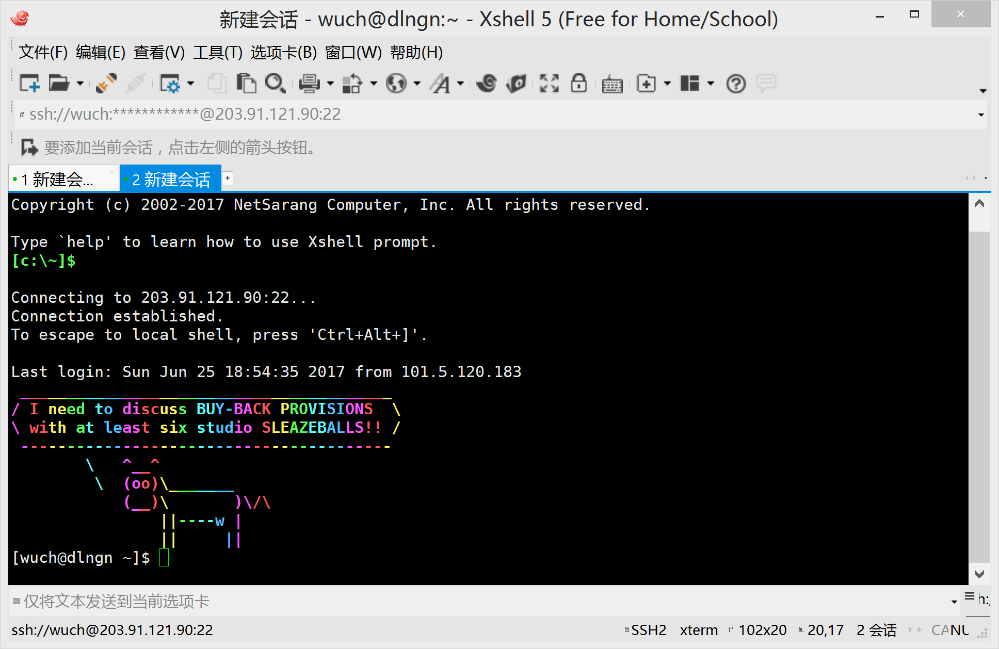 新建会话 - wuch@dlngn:~ - Xshell 5 (Free for Home/School)
文件(F) 编辑(E) 查看(V) 工具(T) 选项卡(B) 窗口(W) 帮助(H)
ssh://wuch:************@203.91.121.90:22
要添加当前会话，点击左侧的箭头按钮。
1 新建会... 2 新建会话 +
Copyright (c) 2002-2017 NetSarang Computer, Inc. All rights reserved.
Type `help' to learn how to use Xshell prompt.
[c:\~]$
Connecting to 203.91.121.90:22...
Connection established.
To escape to local shell, press 'Ctrl+Alt+]'.
Last login: Sun Jun 25 18:54:35 2017 from 101.5.120.183
 ________________________________________
/ I need to discuss BUY-BACK PROVISIONS  \
\ with at least six studio SLEAZEBALLS!! /
 ----------------------------------------
        \   ^__^
         \  (oo)\_______
            (__)\       )\/\
                ||----w |
                ||     ||
[wuch@dlngn ~]$
仅将文本发送到当前选项卡 h:/
ssh://wuch@203.91.121.90:22 SSH2 xterm 102x20 20,17 2 会话 CANU